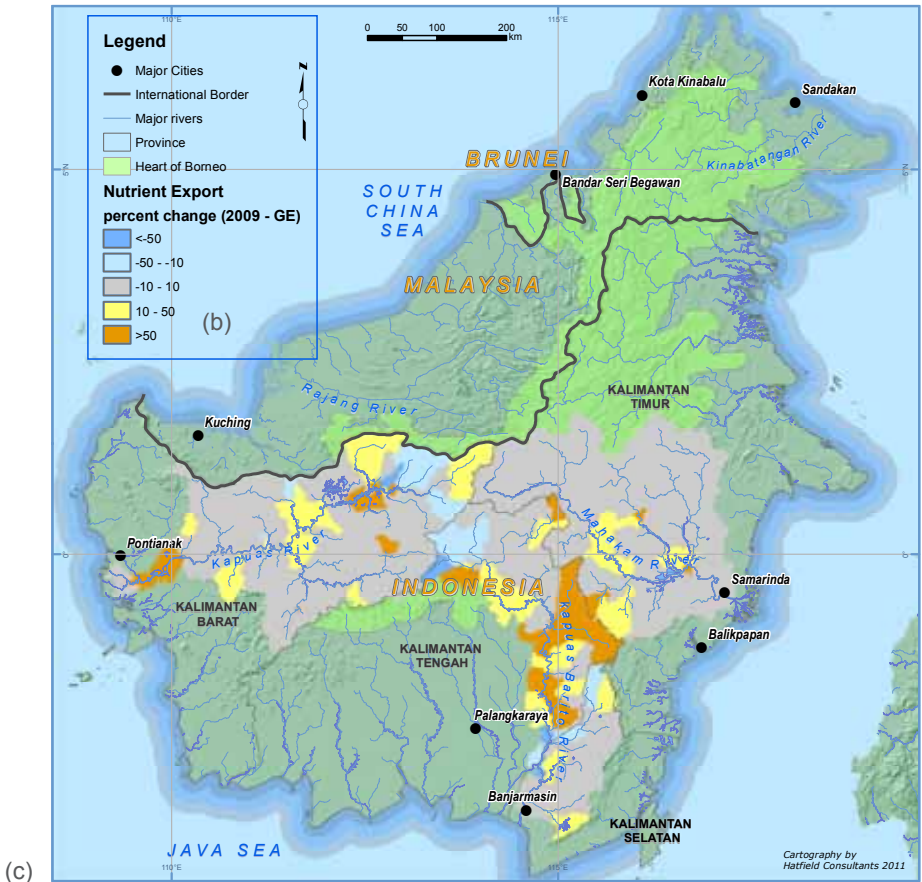 110°E
115°E
Legend
Major Cities
International Border
Major rivers
Province
Heart of Borneo
Nutrient Export
percent change (2009 - GE)
<-50
-50 - -10
-10 - 10
10 - 50
>50
(b)
N
0 50 100 200
km
Kota Kinabalu
Sandakan
Kinabatangan River
BRUNEI
Bandar Seri Begawan
5°N
5°N
SOUTH
CHINA
SEA
MALAYSIA
Rajang River
KALIMANTAN
TIMUR
Kuching
Pontianak
Kapuas River
Mahakam River
0°
0°
INDONESIA
Samarinda
KALIMANTAN
BARAT
Balikpapan
KALIMANTAN
TENGAH
kapuas Barito River
Palangkaraya
Banjarmasin
KALIMANTAN
SELATAN
JAVA SEA
110°E
115°E
Cartography by
Hatfield Consultants 2011
(c)